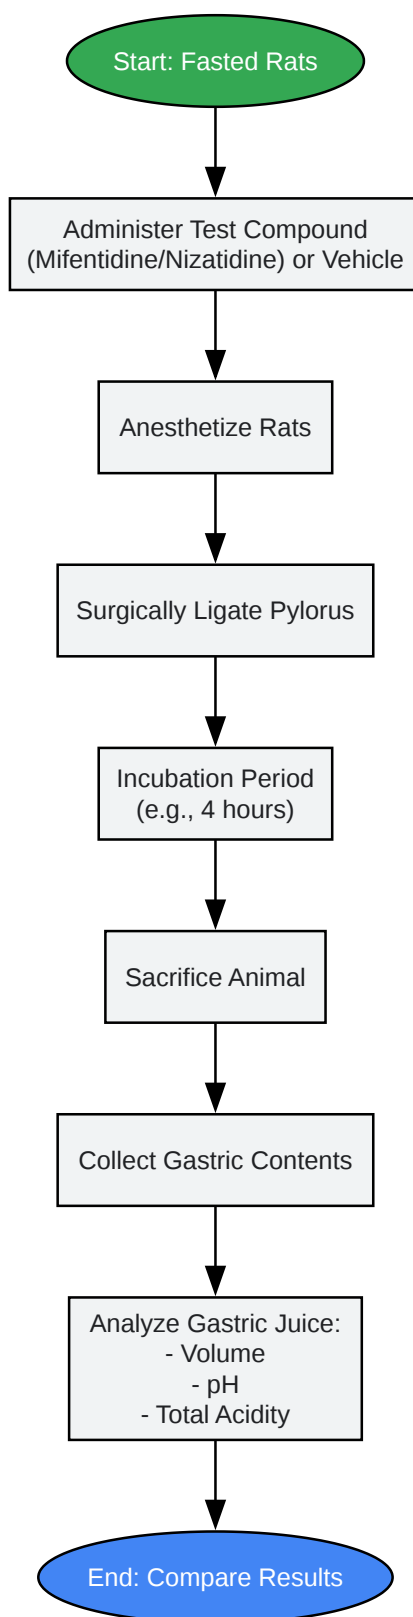 Start: Fasted Rats
Administer Test Compound
(Mifentidine/Nizatidine) or Vehicle
Anesthetize Rats
Surgically Ligate Pylorus
Incubation Period
(e.g., 4 hours)
Sacrifice Animal
Collect Gastric Contents
Analyze Gastric Juice:
- Volume
- pH
- Total Acidity
End: Compare Results